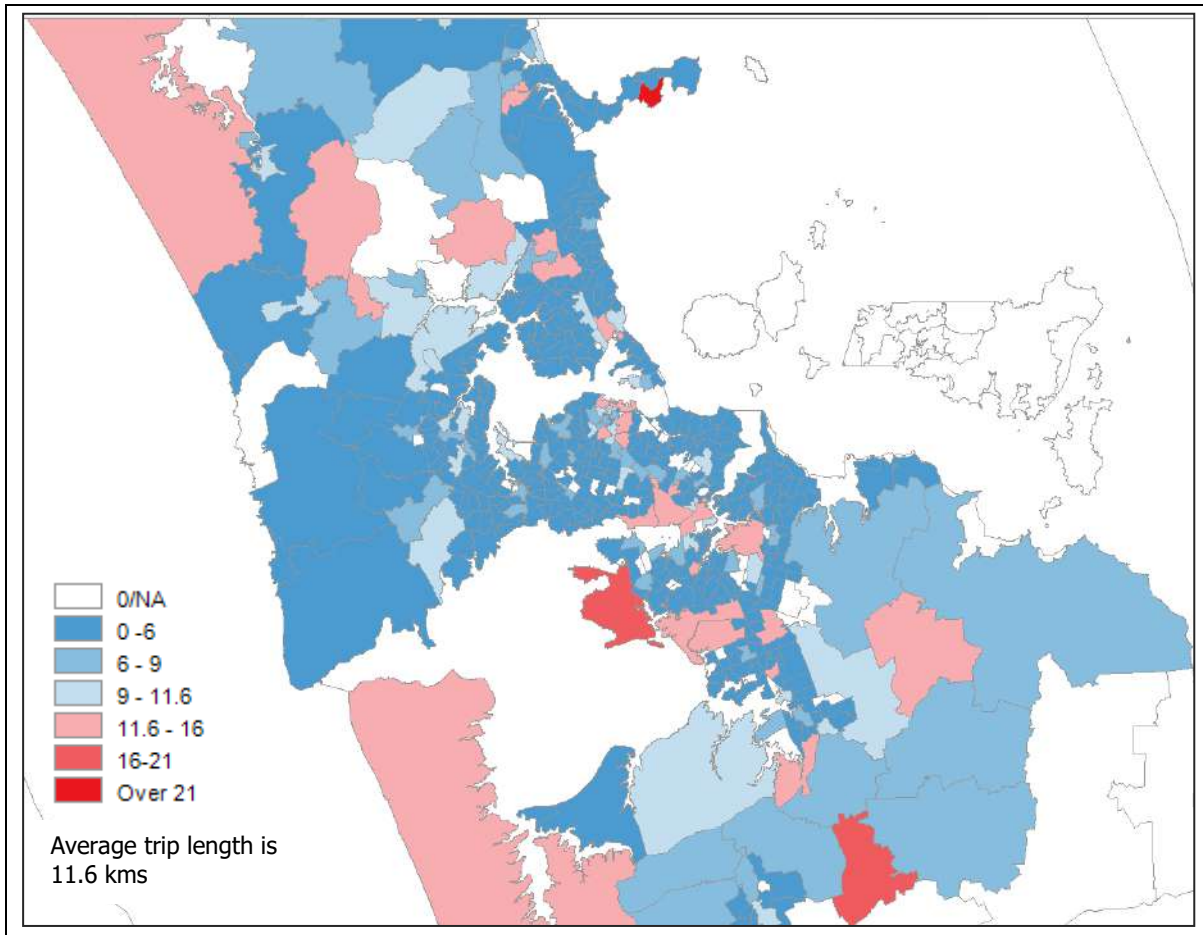 0/NA
0 -6
6 - 9
9 - 11.6
11.6 - 16
16-21
Over 21
Average trip length is
11.6 kms